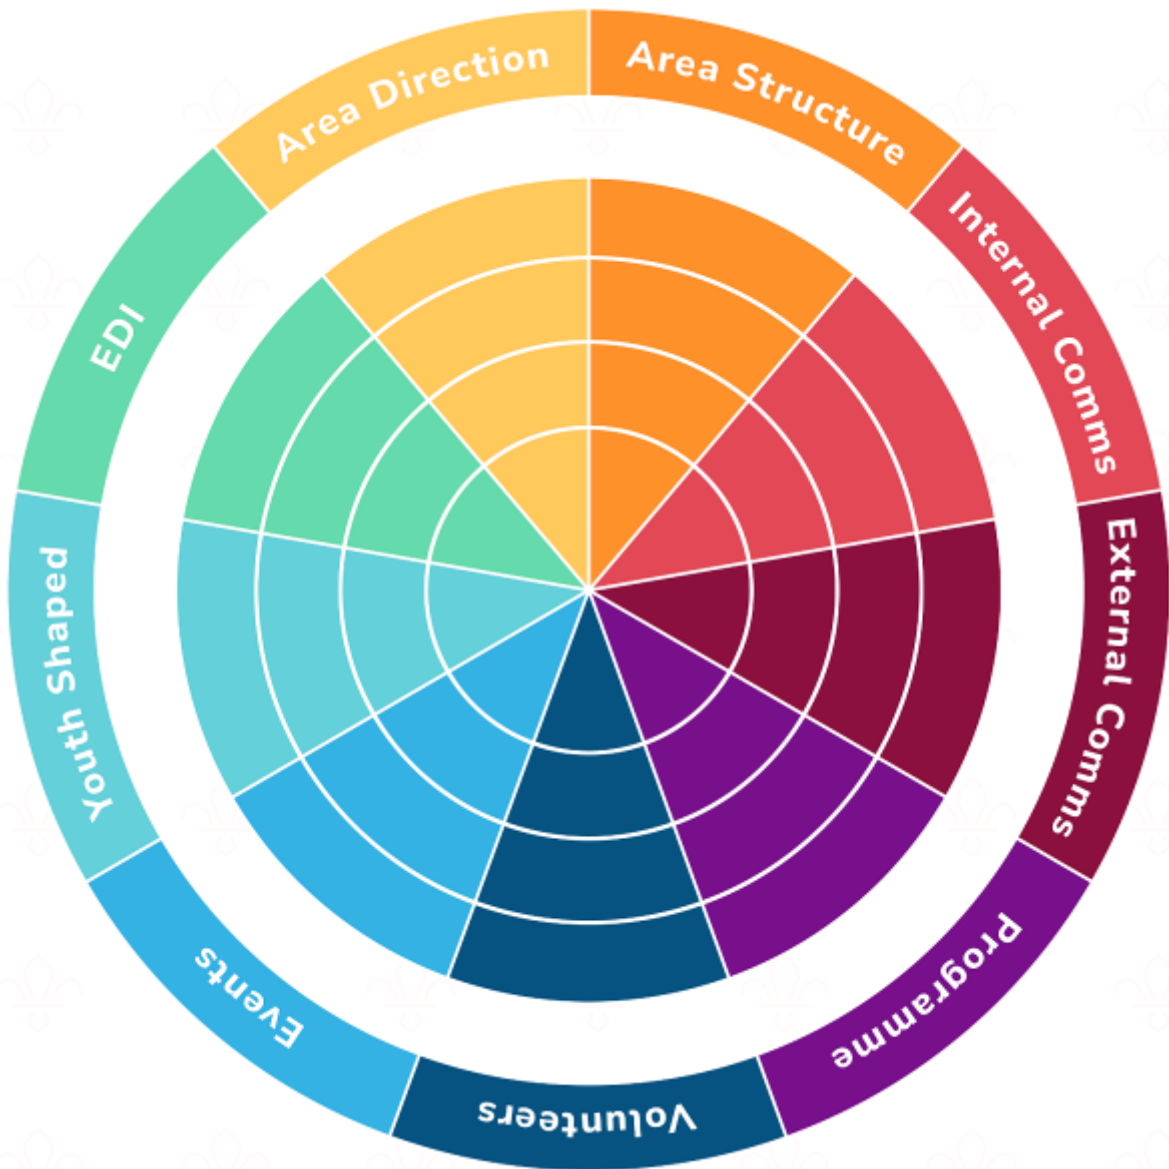 Area Direction
Area Structure
Internal Comms
External Comms
Programme
Volunteers
Events
Youth Shaped
EDI